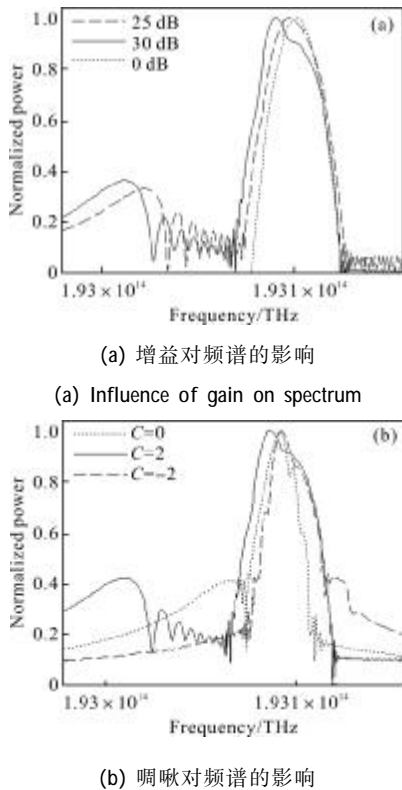 (a)
25 dB
30 dB
0 dB
1.0
0.8
0.6
0.4
0.2
0
Normalized power
1.93×10¹⁴
1.931×10¹⁴
Frequency/THz
(a) 增益对频谱的影响
(a) Influence of gain on spectrum
(b)
C=0
C=2
C=−2
1.0
0.8
0.6
0.4
0.2
0
Normalized power
1.93×10¹⁴
1.931×10¹⁴
Frequency/THz
(b) 啁啾对频谱的影响